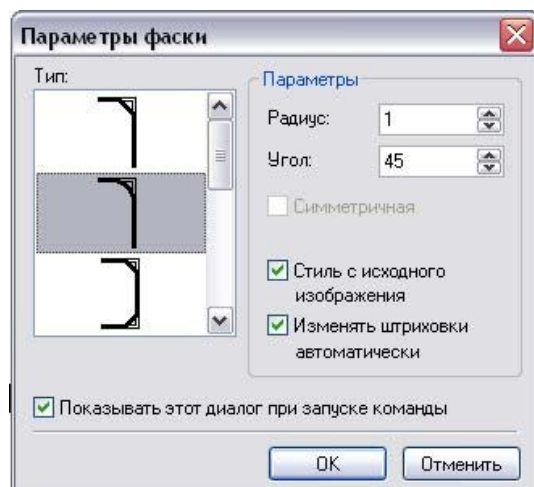 Параметры фаски
Тип:
Параметры
Радиус: 1
Угол: 45
Симметричная
Стиль с исходного
изображения
Изменять штриховки
автоматически
Показывать этот диалог при запуске команды
OK Отменить